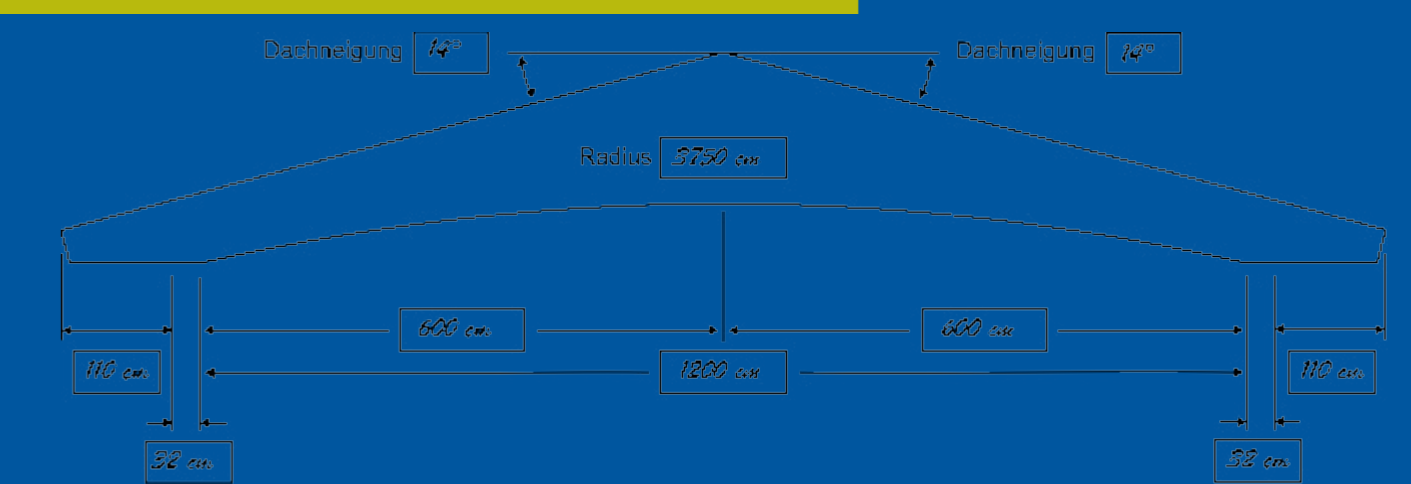 Dachneigung 14° Dachneigung 14°
Radius 3750 cm
600 cm 600 cm
110 cm 1200 cm 110 cm
32 cm 32 cm